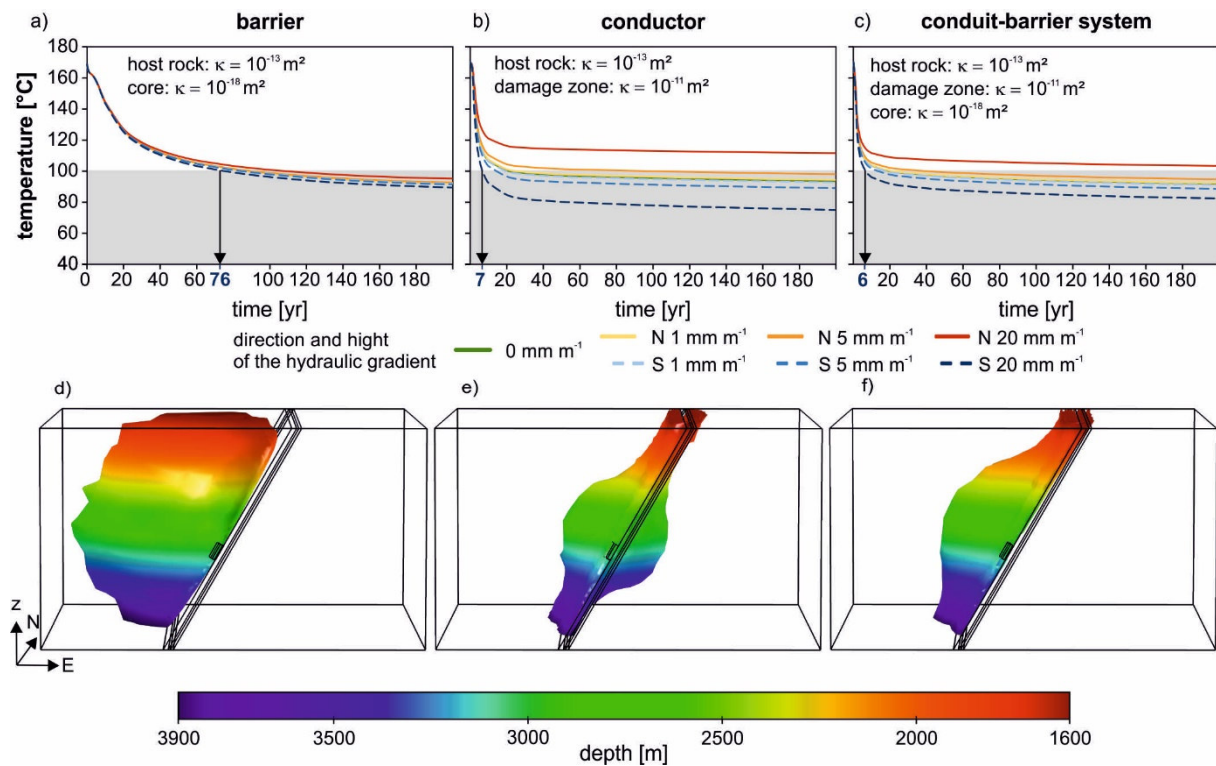 a) barrier
b) conductor
c) conduit-barrier system
temperature [°C]
180
160
140
120
100
80
60
40
host rock: κ = 10⁻¹³ m²
core: κ = 10⁻¹⁸ m²
host rock: κ = 10⁻¹³ m²
damage zone: κ = 10⁻¹¹ m²
host rock: κ = 10⁻¹³ m²
damage zone: κ = 10⁻¹¹ m²
core: κ = 10⁻¹⁸ m²
0 20 40 60 76 100 120 140 160 180
7 20 40 60 80 100 120 140 160 180
6 20 40 60 80 100 120 140 160 180
time [yr]
time [yr]
time [yr]
direction and hight
of the hydraulic gradient
0 mm m⁻¹
N 1 mm m⁻¹
N 5 mm m⁻¹
N 20 mm m⁻¹
S 1 mm m⁻¹
S 5 mm m⁻¹
S 20 mm m⁻¹
d)
e)
f)
z
N
E
3900 3500 3000 2500 2000 1600
depth [m]